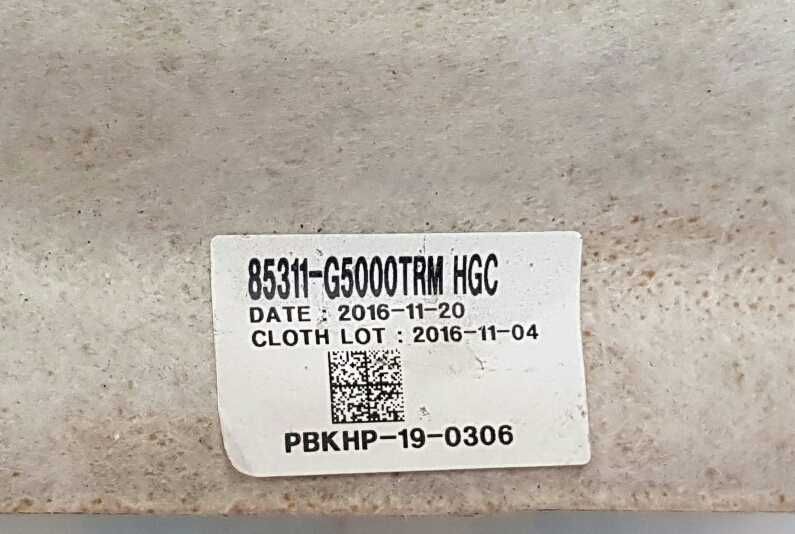 85311-G5000TRM HGC
DATE : 2016-11-20
CLOTH LOT : 2016-11-04
PBKHP-19-0306